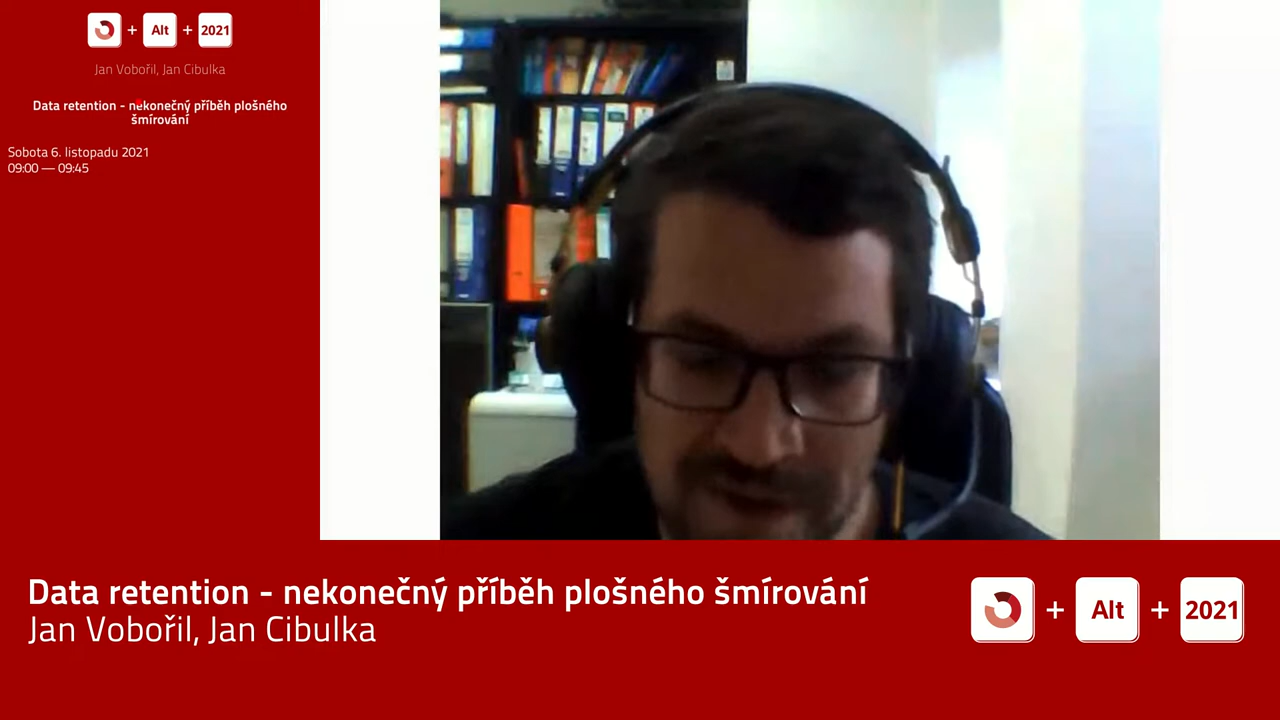 + Alt + 2021
Jan Vobořil, Jan Cibulka
Data retention - nekonečný příběh plošného
šmírování
Sobota 6. listopadu 2021
09:00 — 09:45
Data retention - nekonečný příběh plošného šmírování
Jan Vobořil, Jan Cibulka
+ Alt + 2021